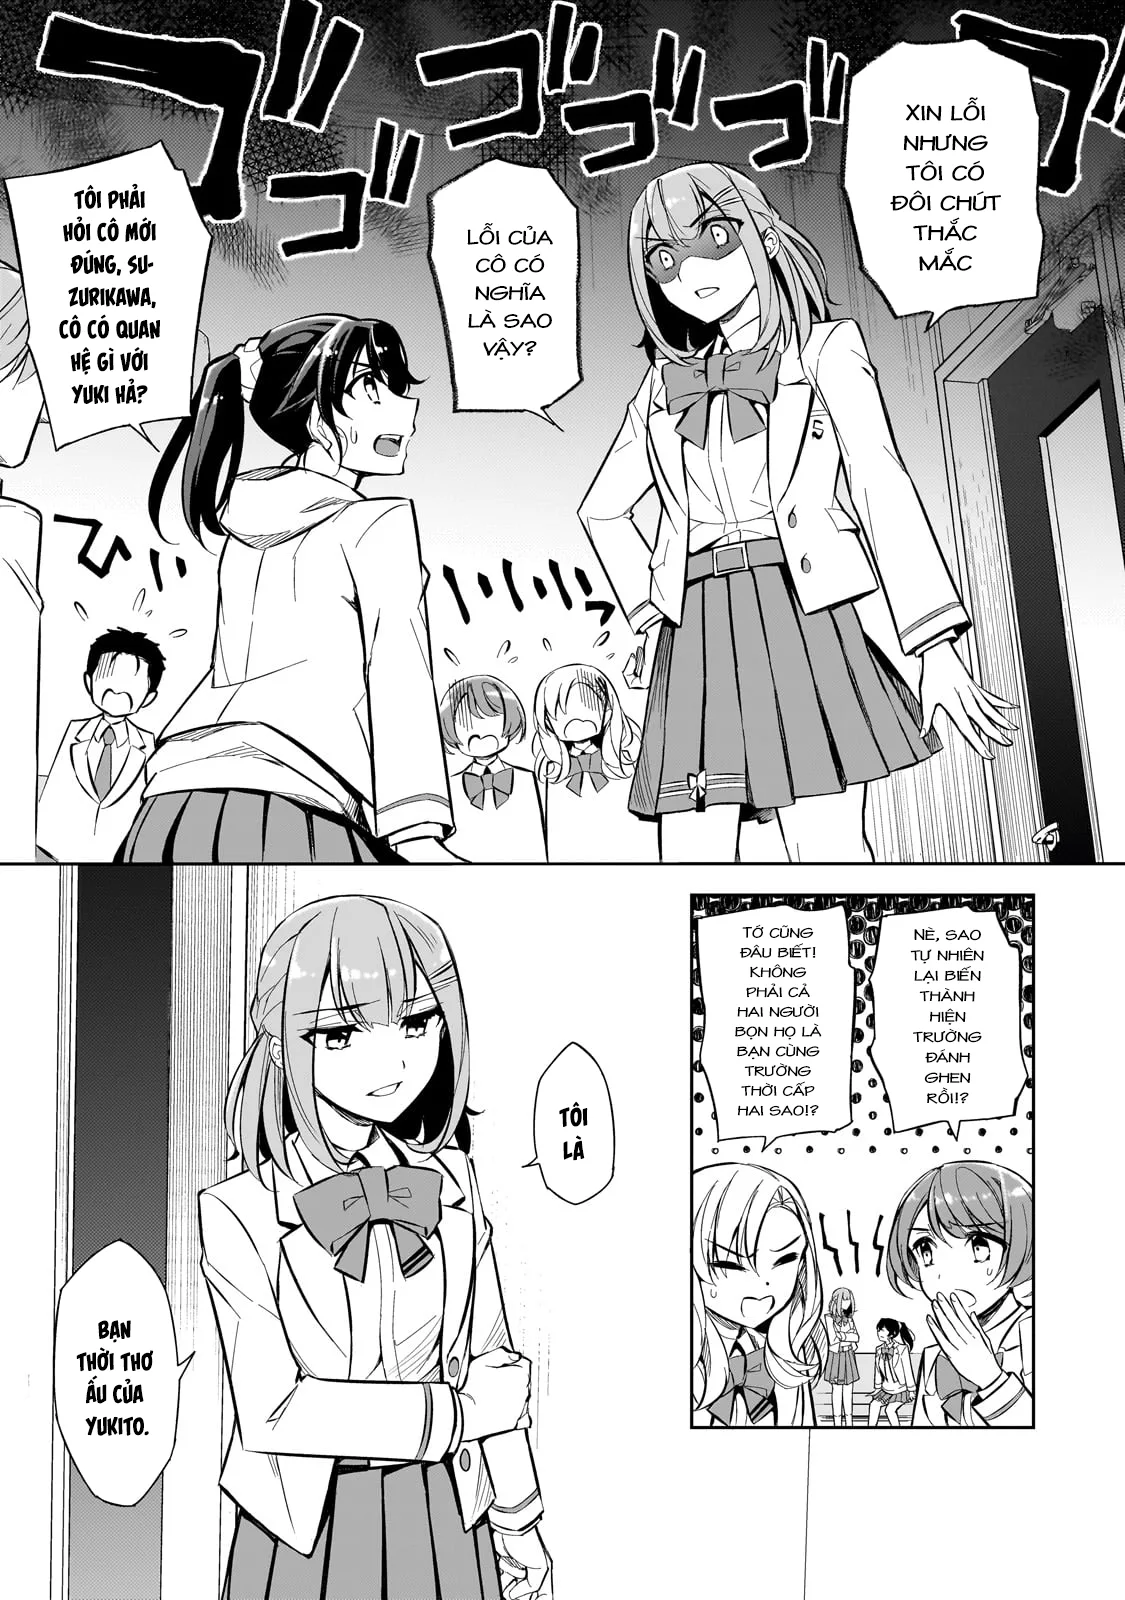 XIN LỖI
NHƯNG
TÔI CÓ
ĐÔI CHÚT
THẮC
MẮC
LỖI CỦA
CÔ CÓ
NGHĨA
LÀ SAO
VẬY?
TÔI PHẢI
HỎI CÔ MỚI
ĐÚNG, SU-
ZURIKAWA,
CÔ CÓ QUAN
HỆ GÌ VỚI
YUKI HẢ?
ゴゴゴゴゴゴ
ひぃぃぃっ
NÈ, SAO
TỰ NHIÊN
LẠI BIẾN
THÀNH
HIỆN
TRƯỜNG
ĐÁNH
GHEN
RỒI!?
TỚ CŨNG
ĐÂU BIẾT!
KHÔNG
PHẢI CẢ
HAI NGƯỜI
BỌN HỌ LÀ
BẠN CÙNG
TRƯỜNG
THỜI CẤP
HAI SAO!?
TÔI
LÀ
BẠN
THỜI THƠ
ẤU CỦA
YUKITO.